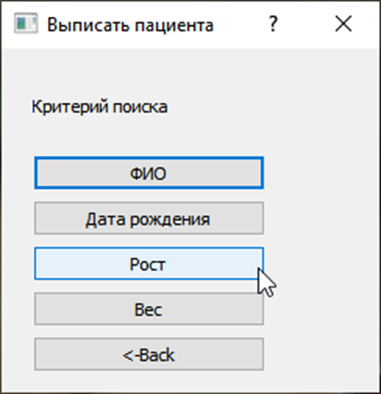 Выписать пациента ?
Критерий поиска
ФИО
Дата рождения
Рост
Вес
<-Back